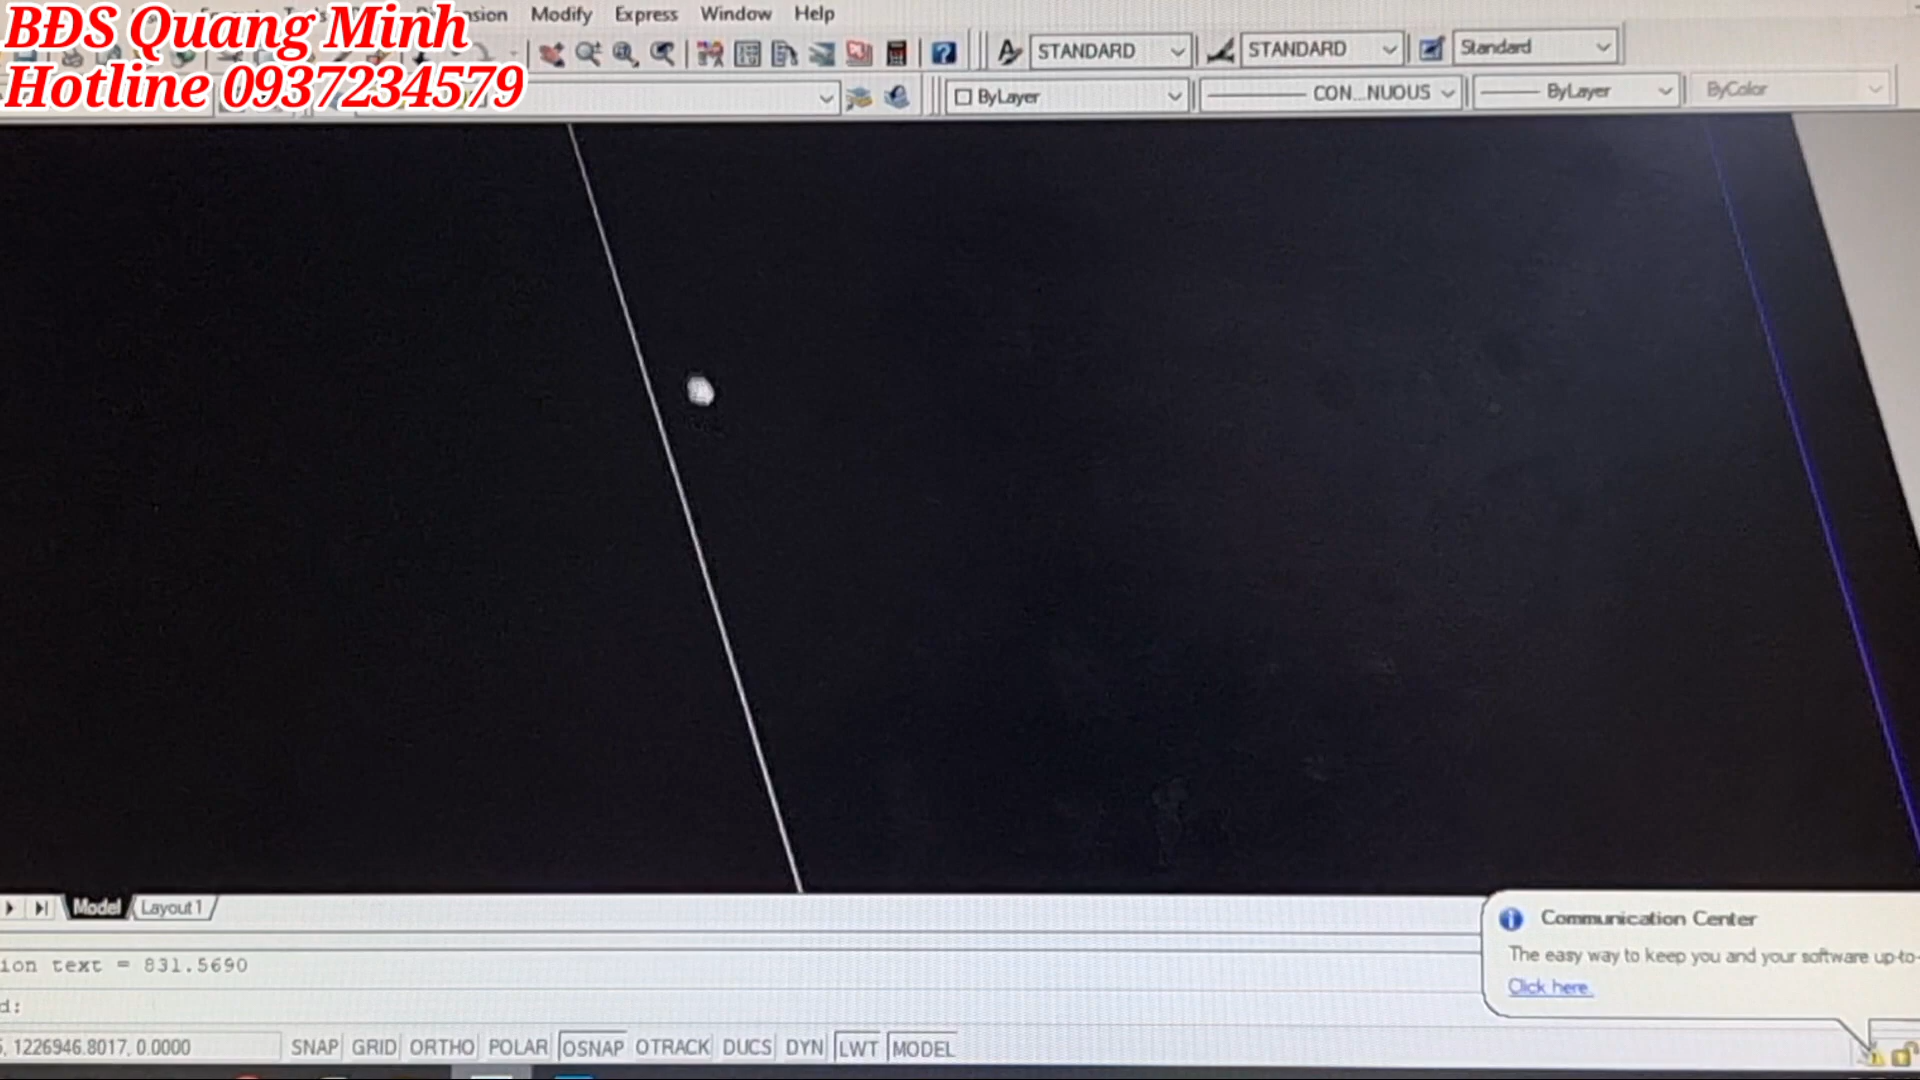 BĐS Quang Minh
Hotline 0937234579
Modify Express Window Help
STANDARD STANDARD Standard
ByLayer CON...NUOUS ByLayer ByColor
Model Layout1
ion text = 831.5690
d:
, 1226946.8017, 0.0000 SNAP GRID ORTHO POLAR OSNAP OTRACK DUCS DYN LWT MODEL
Communication Center
The easy way to keep you and your software up-to-
Click here.